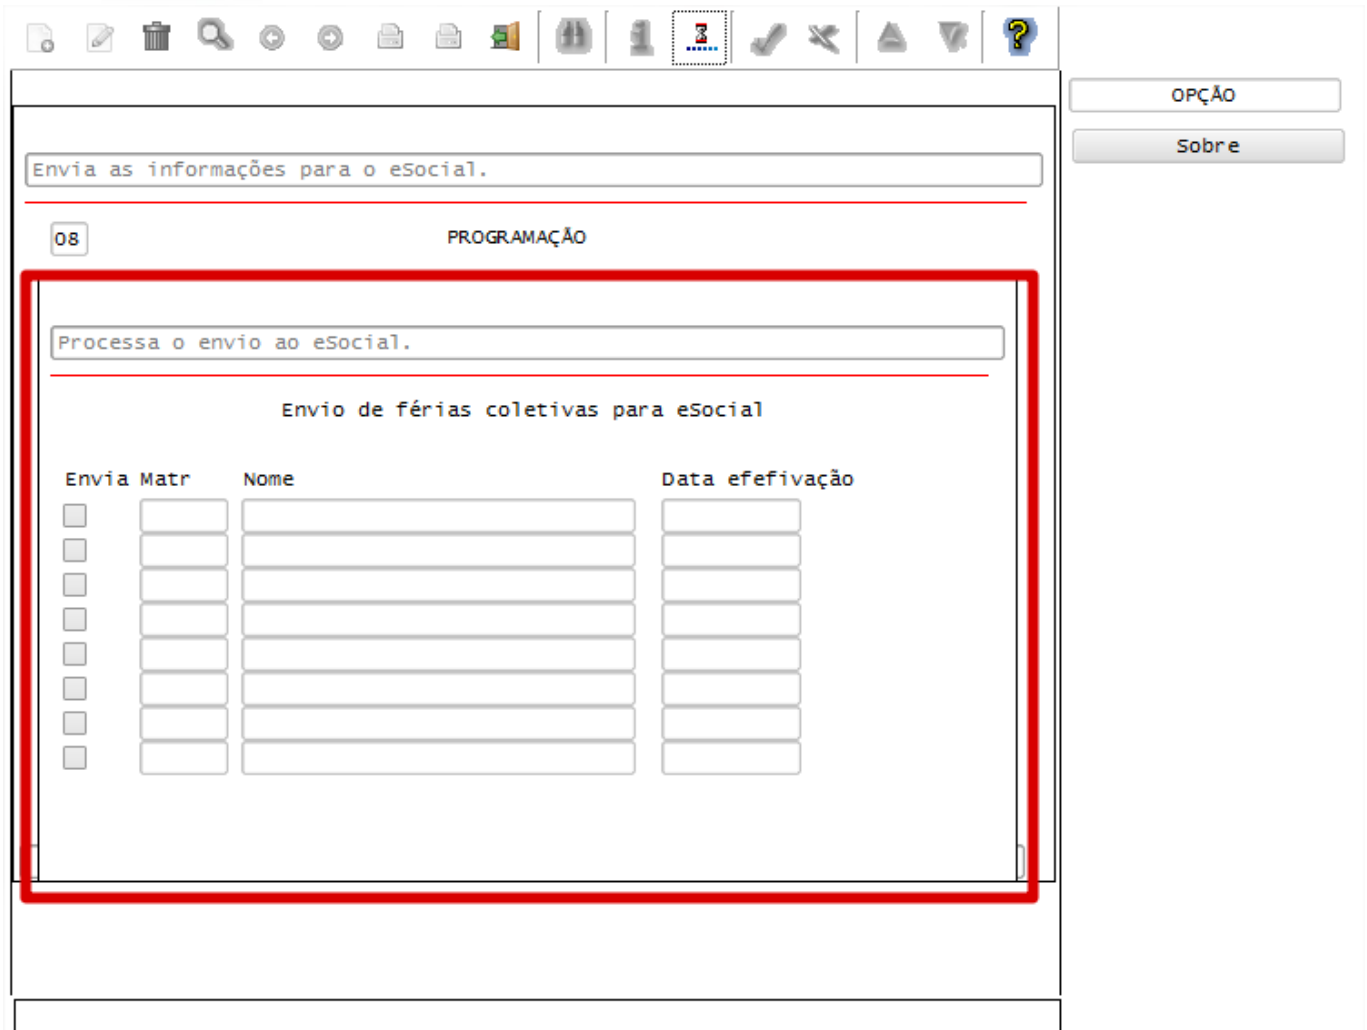 OPÇÃO
Sobre
Envia as informações para o eSocial.
08 PROGRAMAÇÃO
Processa o envio ao eSocial.
Envio de férias coletivas para eSocial
Envia Matr Nome Data efefivação